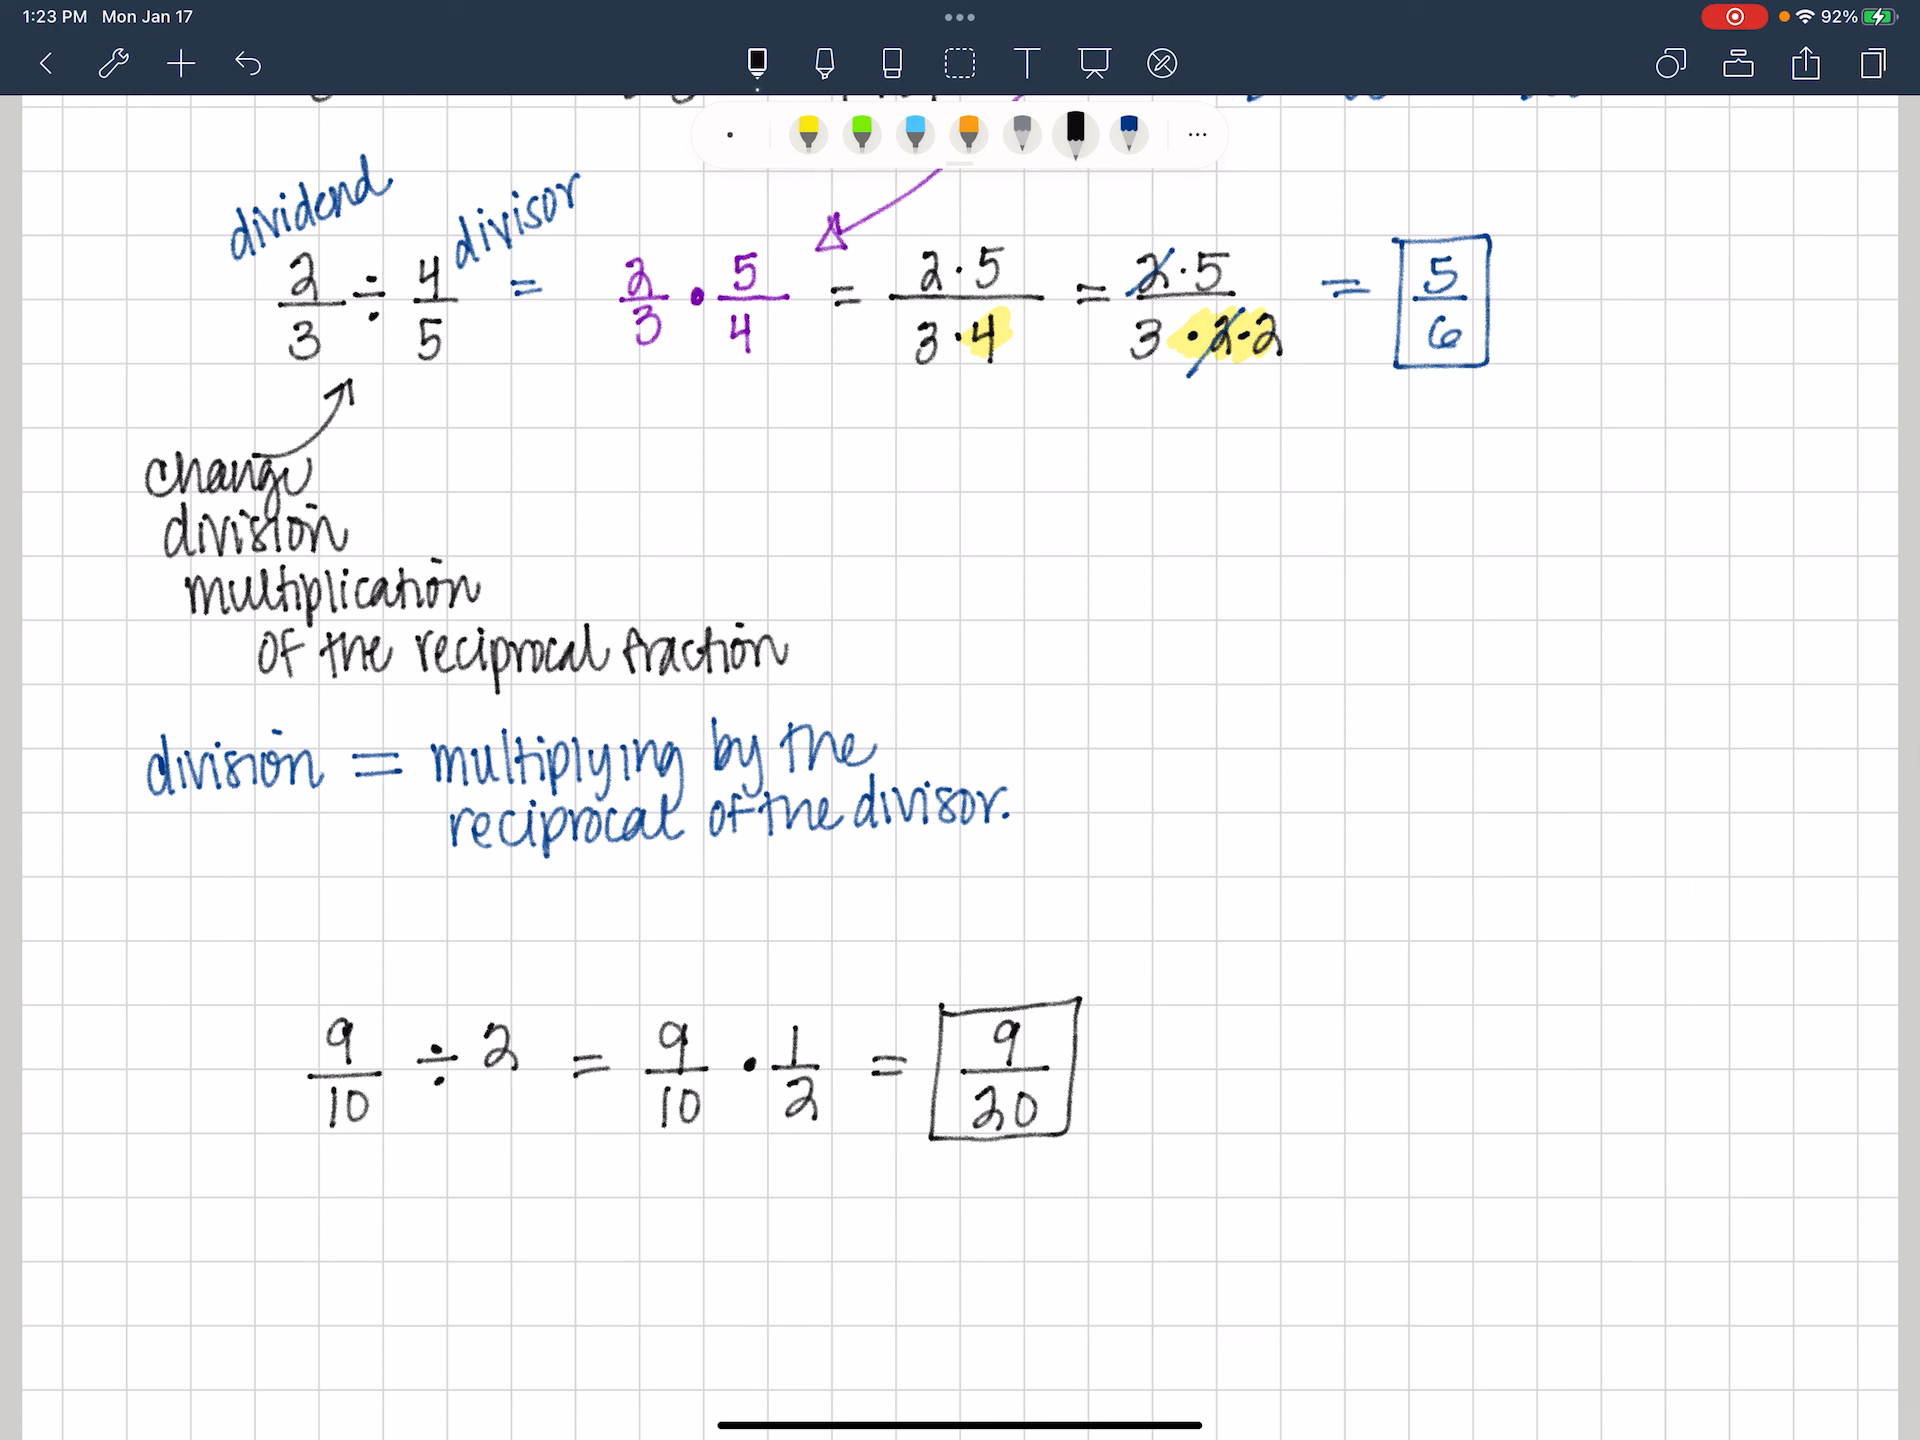 1:23 PM Mon Jan 17
92%
dividend
divisor
2/3 ÷ 4/5 = 2/3 • 5/4 = 2·5/3·4 = 2·5/3·2·2 = 5/6
change
division
multiplication
of the reciprocal fraction
division = multiplying by the
reciprocal of the divisor.
9/10 ÷ 2 = 9/10 • 1/2 = 9/20